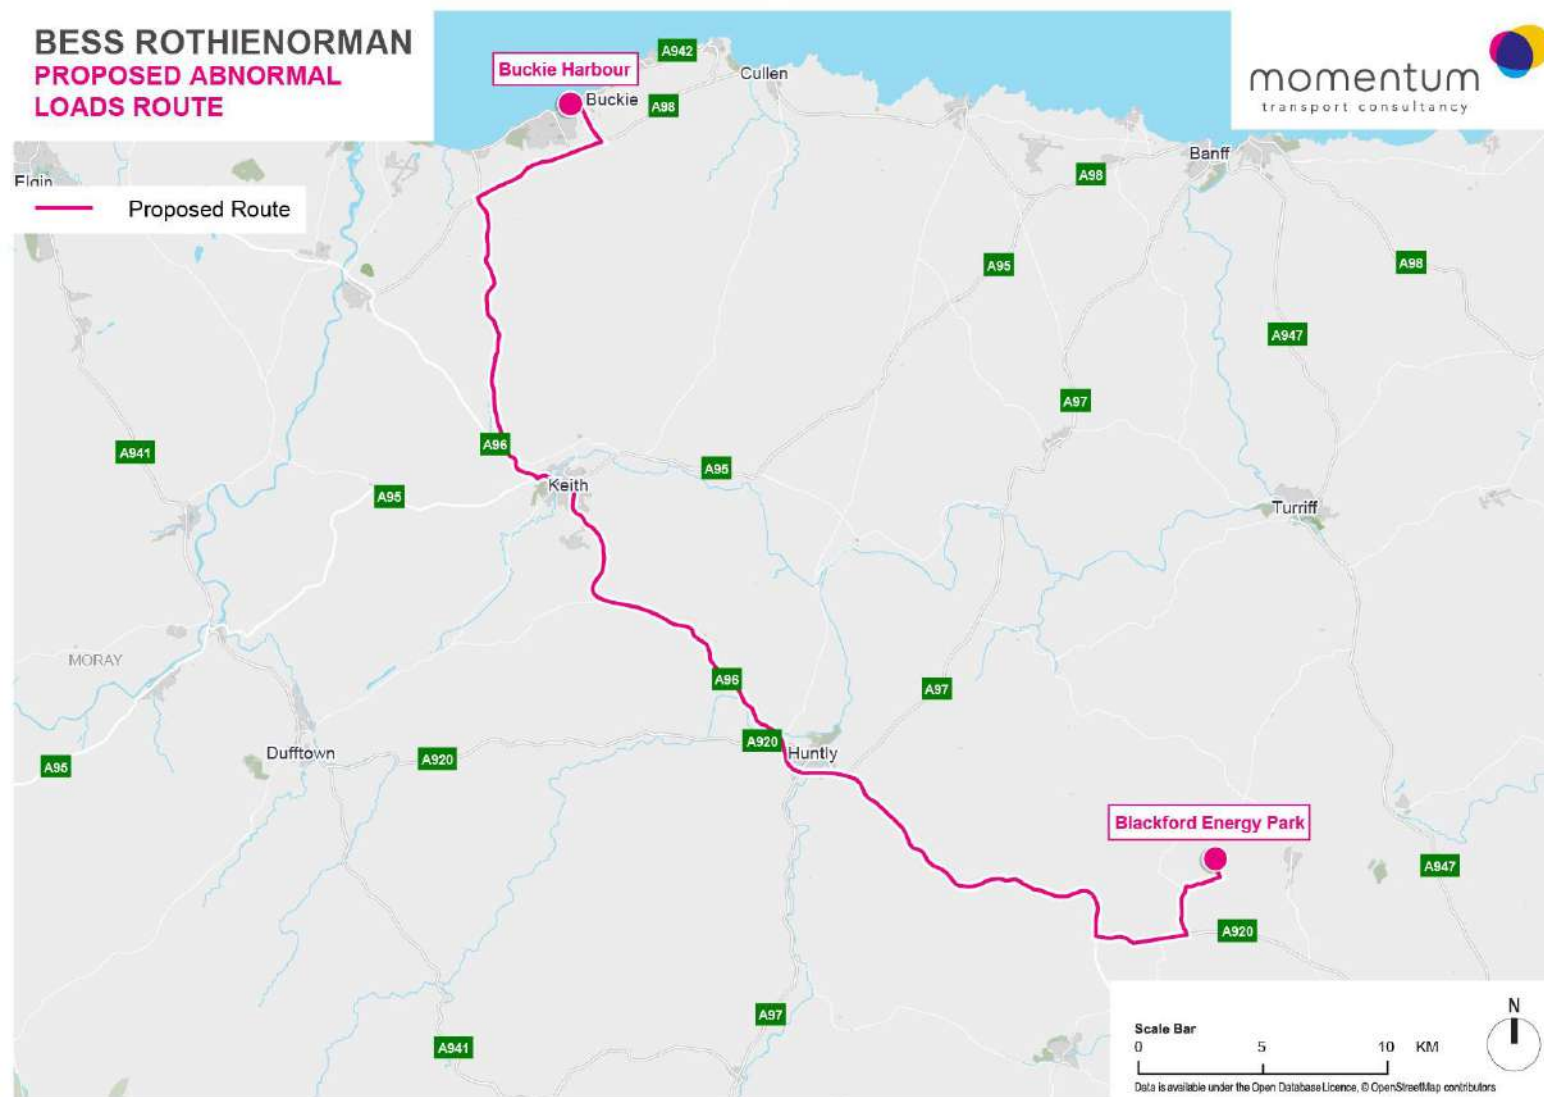 BESS ROTHIENORMAN
PROPOSED ABNORMAL
LOADS ROUTE
momentum
transport consultancy
Buckie Harbour
A942
Cullen
Buckie
A98
Banff
A98
Elgin
Proposed Route
A95
A98
A947
A97
A941
A96
A95
Keith
A95
Turriff
MORAY
A96
A97
A920
Huntly
Dufftown
A920
A95
Blackford Energy Park
A947
A920
A97
A941
Scale Bar
0 5 10 KM
N
Data is available under the Open Database Licence, © OpenStreetMap contributors